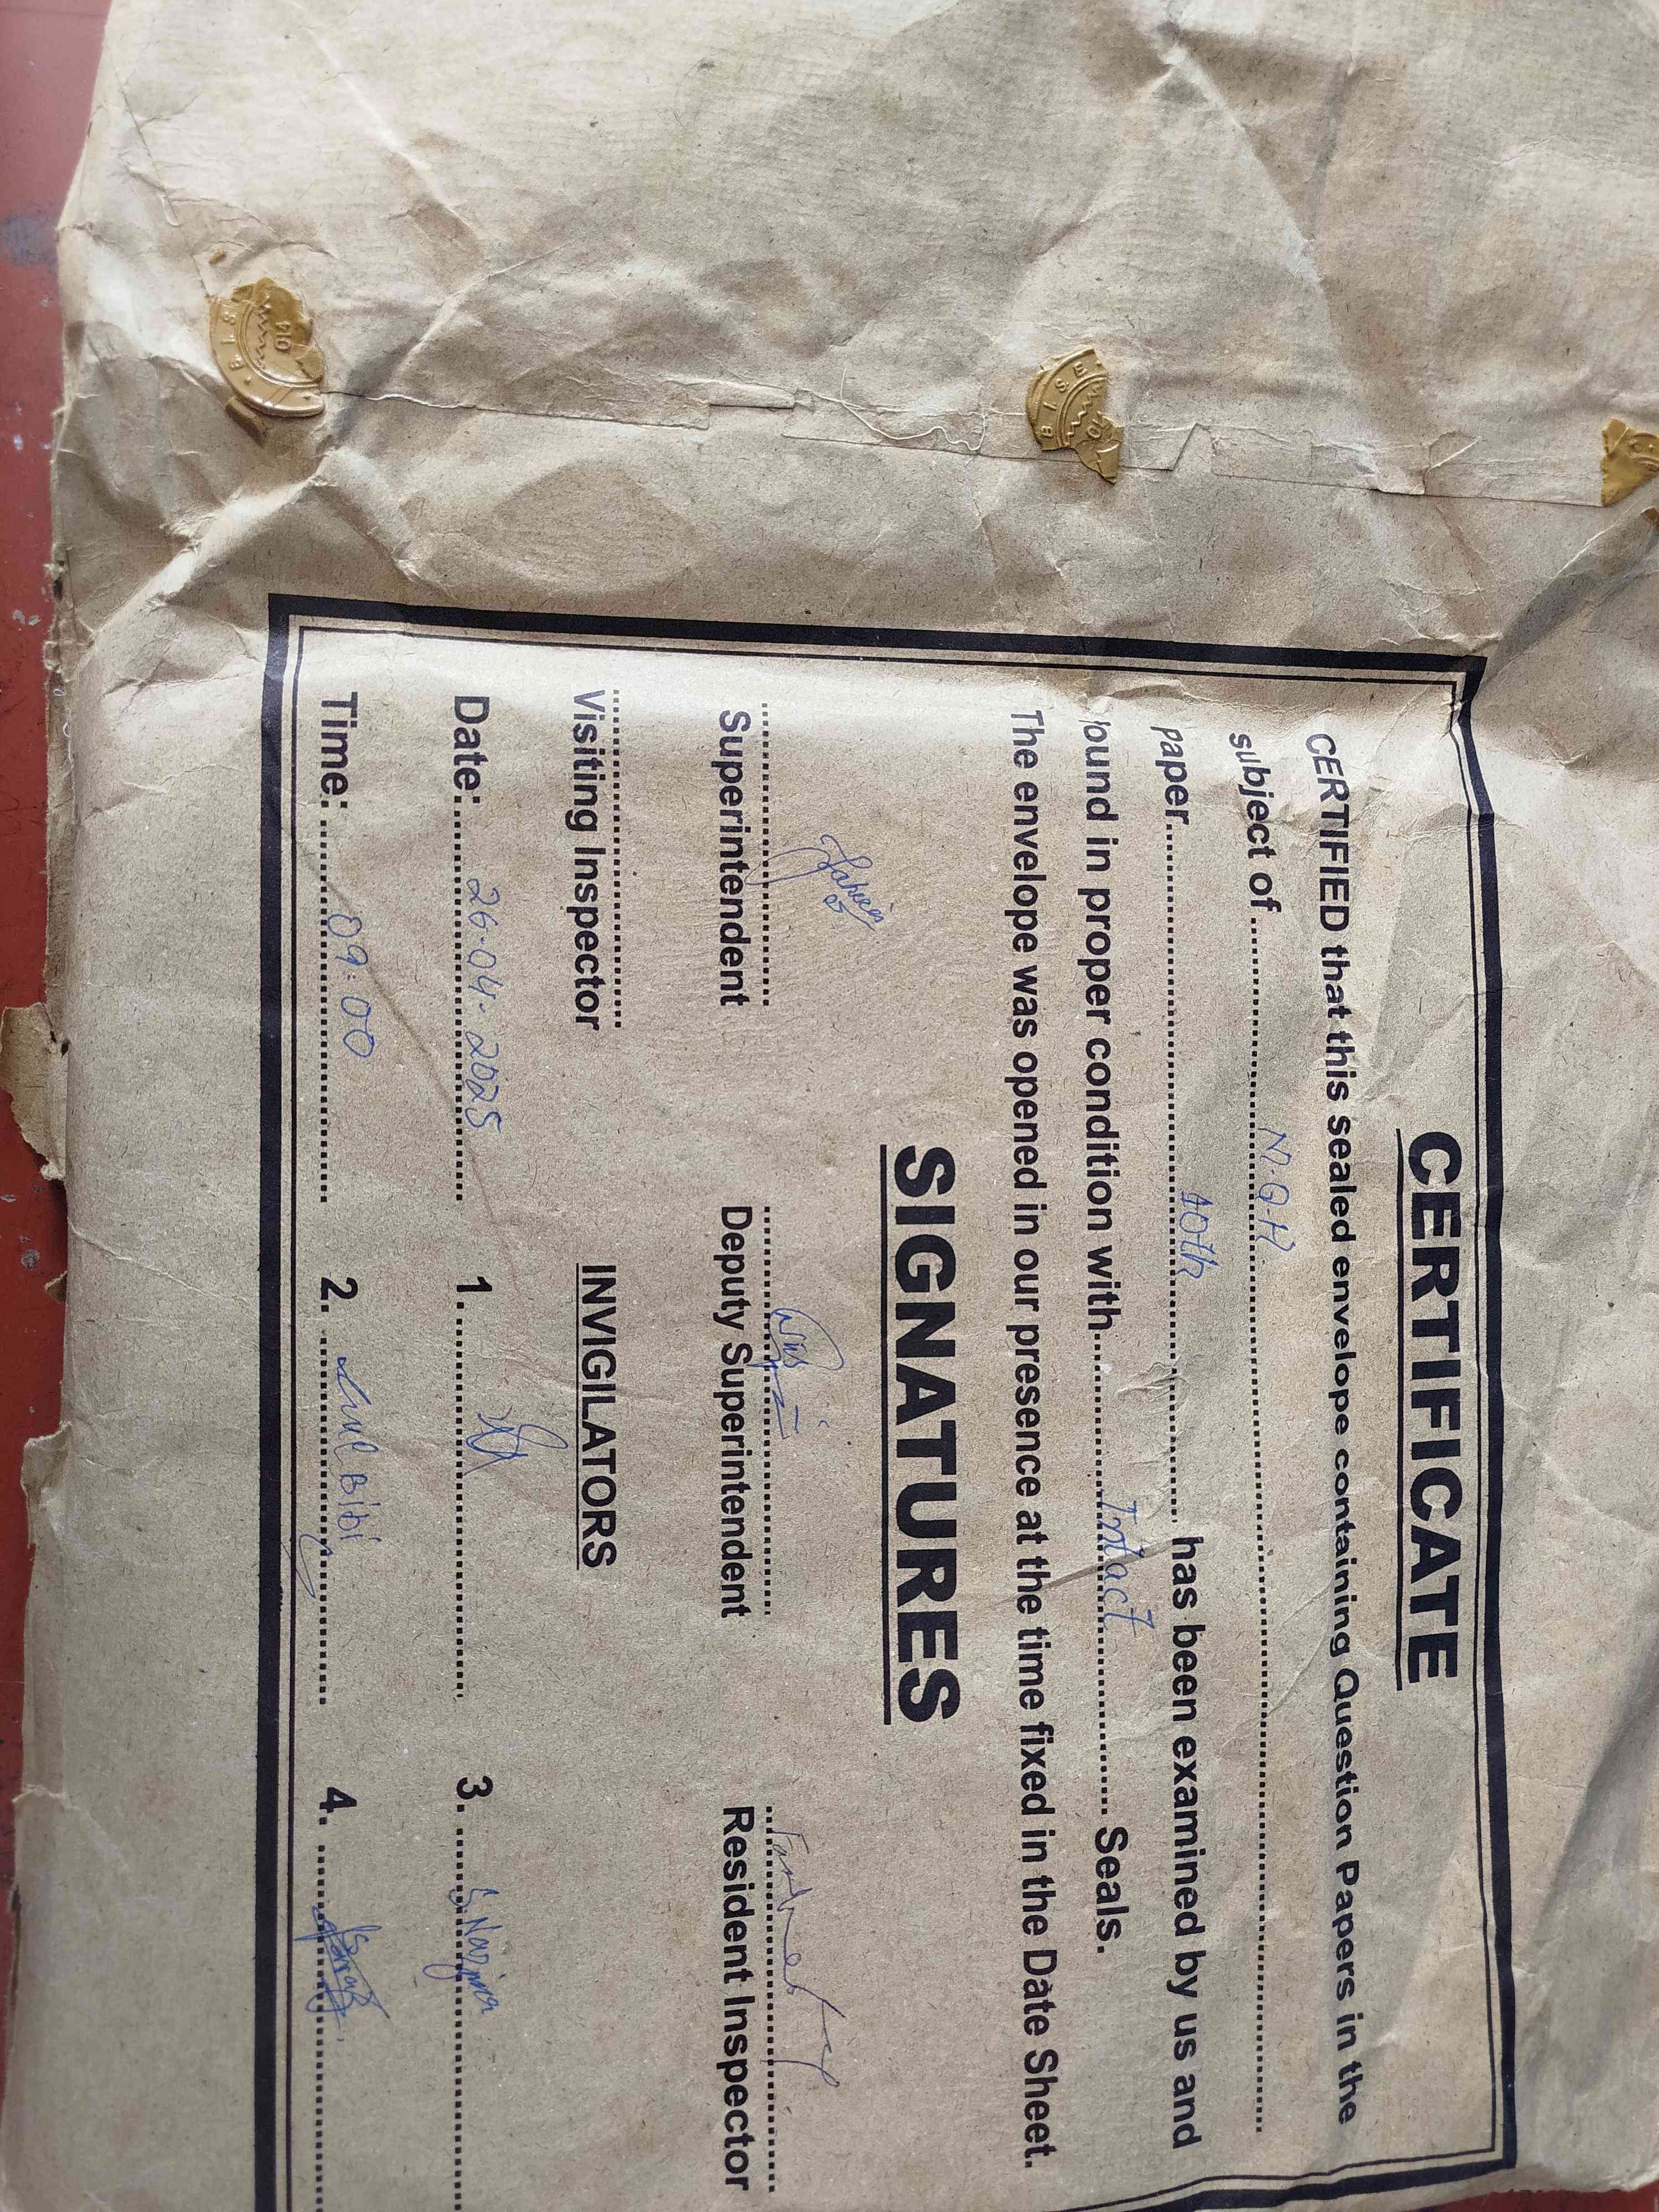 CERTIFICATE
CERTIFIED that this sealed envelope containing Question Papers in the
subject of ........ M.Q.H ........
paper ........ 10th ........ has been examined by us and
found in proper condition with ........ Intact ........ Seals.
The envelope was opened in our presence at the time fixed in the Date Sheet.
SIGNATURES
Superintendent Deputy Superintendent Resident Inspector
Visiting Inspector INVIGILATORS
Date: 26.04.2025 1. 3. S. Nazima
Time: 09:00 2. Bibi 4.